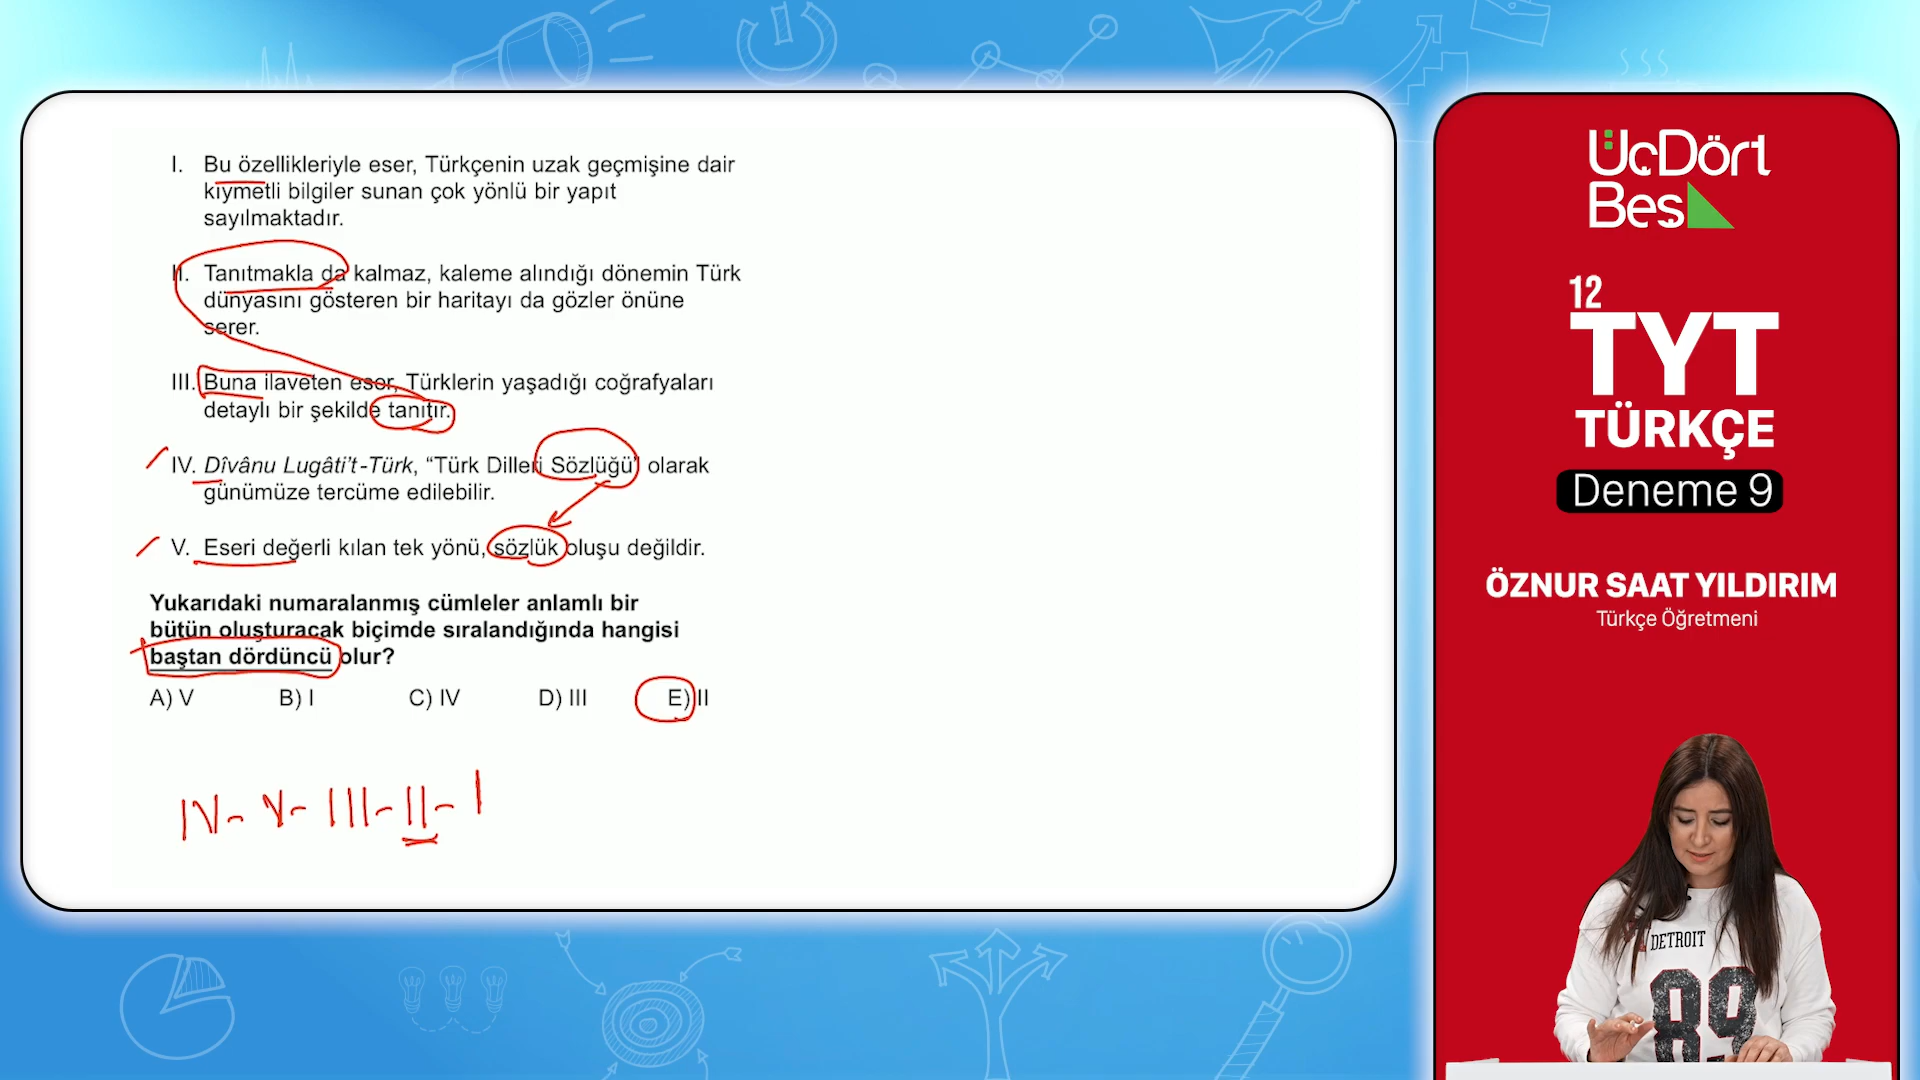 I. Bu özellikleriyle eser, Türkçenin uzak geçmişine dair
kıymetli bilgiler sunan çok yönlü bir yapıt
sayılmaktadır.
II. Tanıtmakla da kalmaz, kaleme alındığı dönemin Türk
dünyasını gösteren bir haritayı da gözler önüne
serer.
III. Buna ilaveten eser, Türklerin yaşadığı coğrafyaları
detaylı bir şekilde tanıtır.
IV. Dîvânu Lugâti't-Türk, “Türk Dilleri Sözlüğü” olarak
günümüze tercüme edilebilir.
V. Eseri değerli kılan tek yönü, sözlük oluşu değildir.
Yukarıdaki numaralanmış cümleler anlamlı bir
bütün oluşturacak biçimde sıralandığında hangisi
baştan dördüncü olur?
A) V B) I C) IV D) III E) II
IV - V - III - II - I
ÜçDört
Beş
12
TYT
TÜRKÇE
Deneme 9
ÖZNUR SAAT YILDIRIM
Türkçe Öğretmeni
DETROIT
89